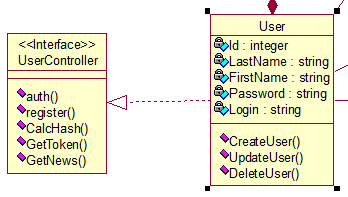 <<Interface>>
UserController
auth()
register()
CalcHash()
GetToken()
GetNews()
User
Id : integer
LastName : string
FirstName : string
Password : string
Login : string
CreateUser()
UpdateUser()
DeleteUser()